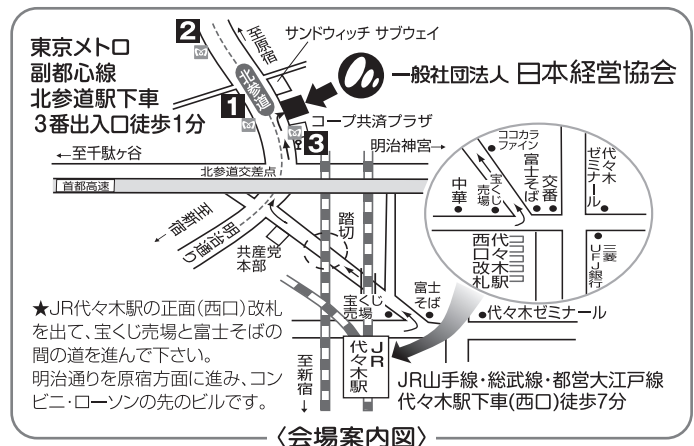 東京メトロ
副都心線
北参道駅下車
3番出入口徒歩1分
2
至原宿
サンドウィッチ サブウェイ
北参道
一般社団法人 日本経営協会
1
コープ共済プラザ
3
明治神宮→
←至千駄ヶ谷
北参道交差点
首都高速
至新宿
明治通り
共産党
本部
踏切
宝くじ
売場
富士
そば
代々木ゼミナール
JR
代々木駅
至新宿
ココカラ
ファイン
中華
宝くじ
売場
富士そば
交番
代々木
ゼミナール
代々木駅
西口改札
三菱
UFJ銀行
★JR代々木駅の正面(西口)改札
を出て、宝くじ売場と富士そばの
間の道を進んで下さい。
明治通りを原宿方面に進み、コン
ビニ・ローソンの先のビルです。
JR山手線・総武線・都営大江戸線
代々木駅下車(西口)徒歩7分
〈会場案内図〉